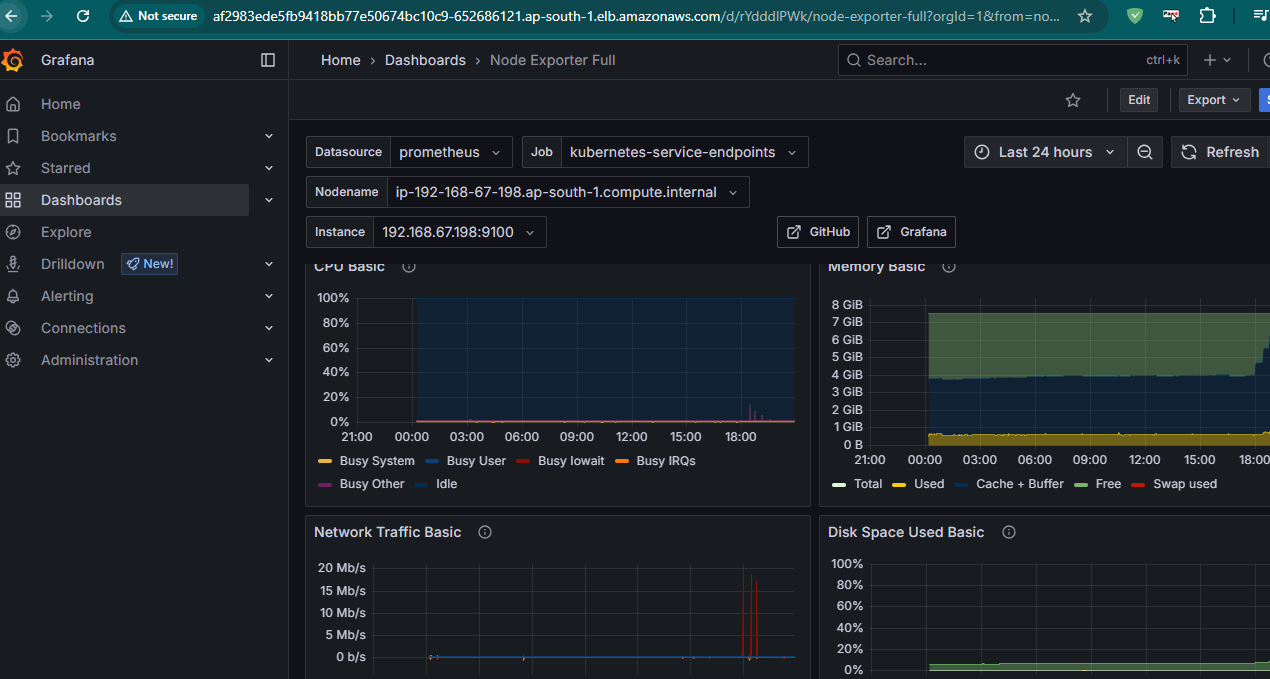 Not secure af2983ede5fb9418bb77e50674bc10c9-652686121.ap-south-1.elb.amazonaws.com/d/rYdddlPWk/node-exporter-full?orgId=1&from=no...
Grafana
Home › Dashboards › Node Exporter Full
Search... ctrl+k
Home
Bookmarks
Starred
Dashboards
Explore
Drilldown New!
Alerting
Connections
Administration
Edit Export
Datasource prometheus Job kubernetes-service-endpoints Last 24 hours Refresh
Nodename ip-192-168-67-198.ap-south-1.compute.internal
Instance 192.168.67.198:9100 GitHub Grafana
CPU Basic
100%
80%
60%
40%
20%
0%
21:00 00:00 03:00 06:00 09:00 12:00 15:00 18:00
Busy System Busy User Busy Iowait Busy IRQs
Busy Other Idle
Memory Basic
8 GiB
7 GiB
6 GiB
5 GiB
4 GiB
3 GiB
2 GiB
1 GiB
0 B
21:00 00:00 03:00 06:00 09:00 12:00 15:00 18:00
Total Used Cache + Buffer Free Swap used
Network Traffic Basic
20 Mb/s
15 Mb/s
10 Mb/s
5 Mb/s
0 b/s
Disk Space Used Basic
100%
80%
60%
40%
20%
0%